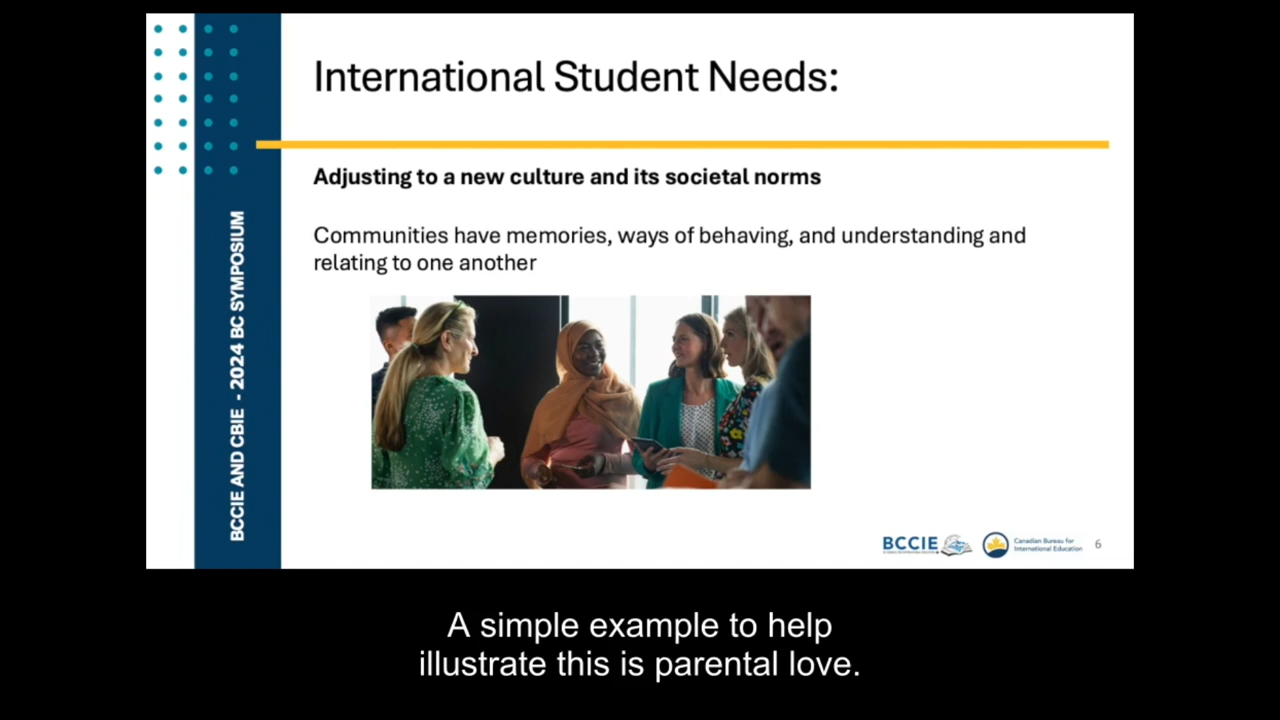 International Student Needs:
Adjusting to a new culture and its societal norms
Communities have memories, ways of behaving, and understanding and
relating to one another
BCCIE AND CBIE - 2024 BC SYMPOSIUM
BCCIE
Canadian Bureau for
International Education
6
A simple example to help
illustrate this is parental love.